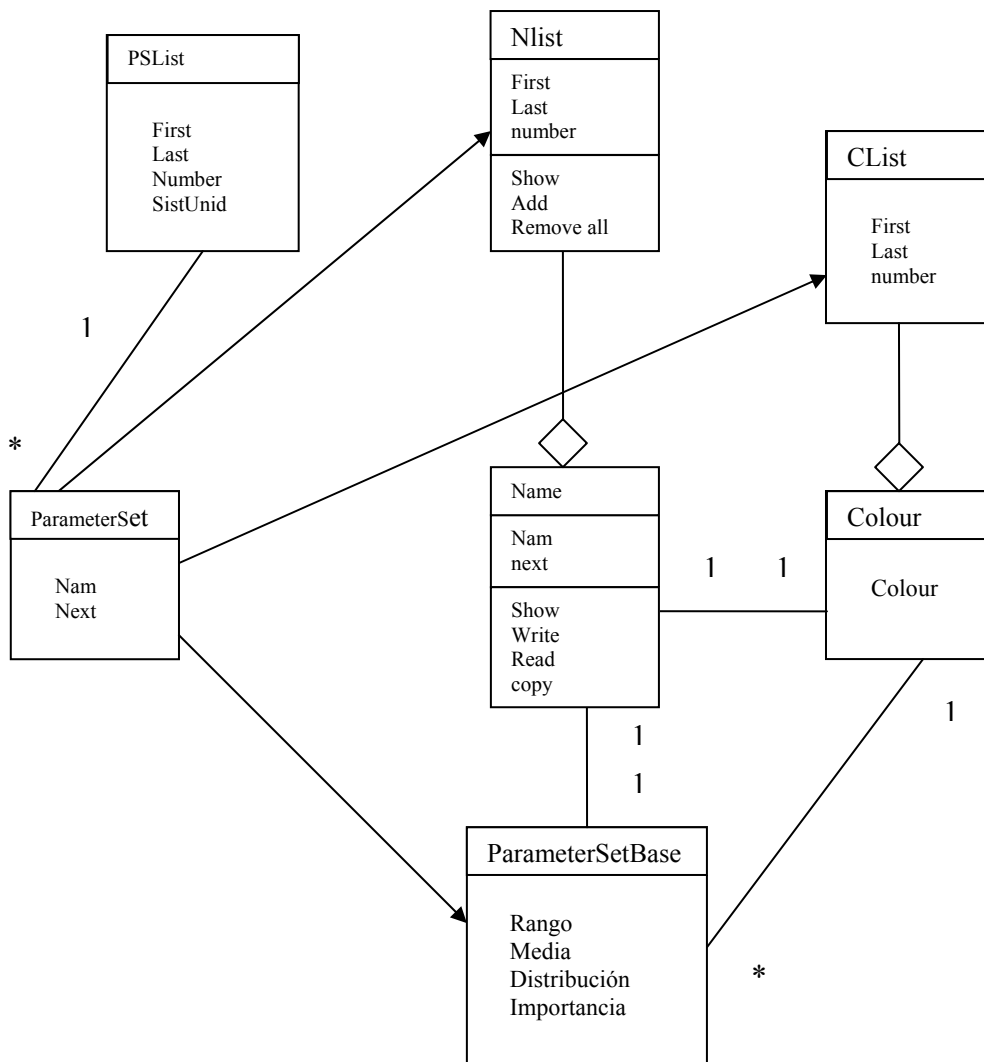 PSList
First
Last
Number
SistUnid
Nlist
First
Last
number
Show
Add
Remove all
CList
First
Last
number
1
*
ParameterSet
Nam
Next
Name
Nam
next
Show
Write
Read
copy
1 1
Colour
Colour
1
1
1
ParameterSetBase
Rango
Media
Distribución
Importancia
*